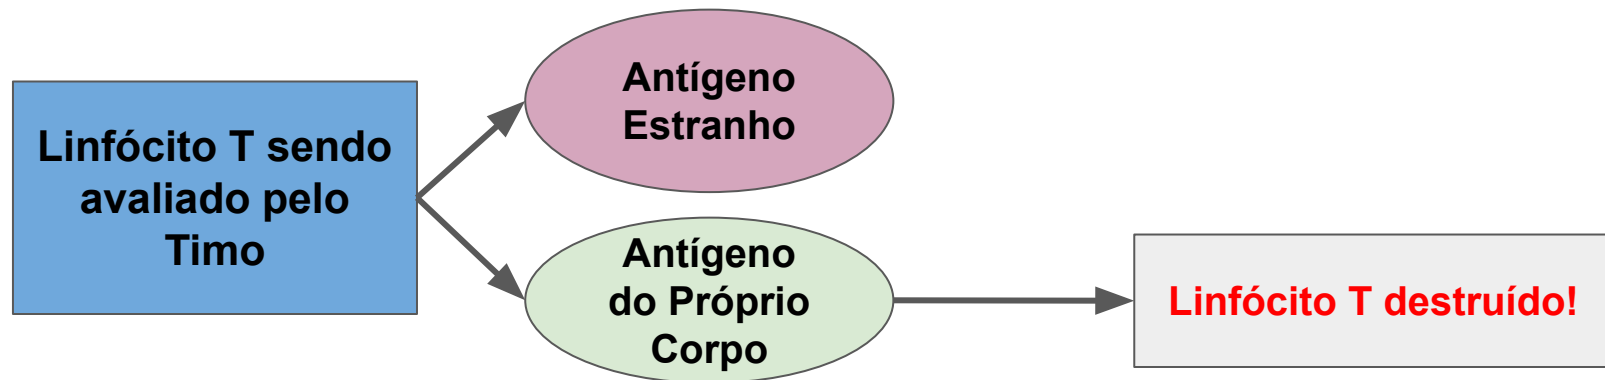 Linfócito T sendo
avaliado pelo
Timo
Antígeno
Estranho
Antígeno
do Próprio
Corpo
Linfócito T destruído!